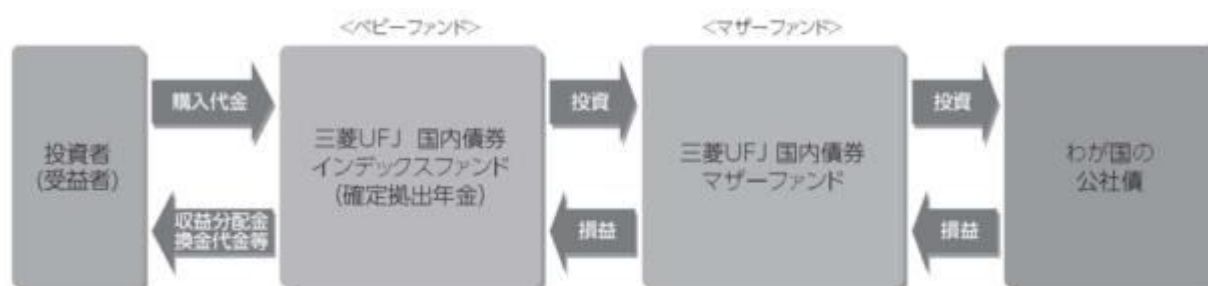 <ベビーファンド>
<マザーファンド>
投資者
(受益者)
購入代金
収益分配金
換金代金等
三菱UFJ 国内債券
インデックスファンド
(確定拠出年金)
投資
損益
三菱UFJ 国内債券
マザーファンド
投資
損益
わが国の
公社債